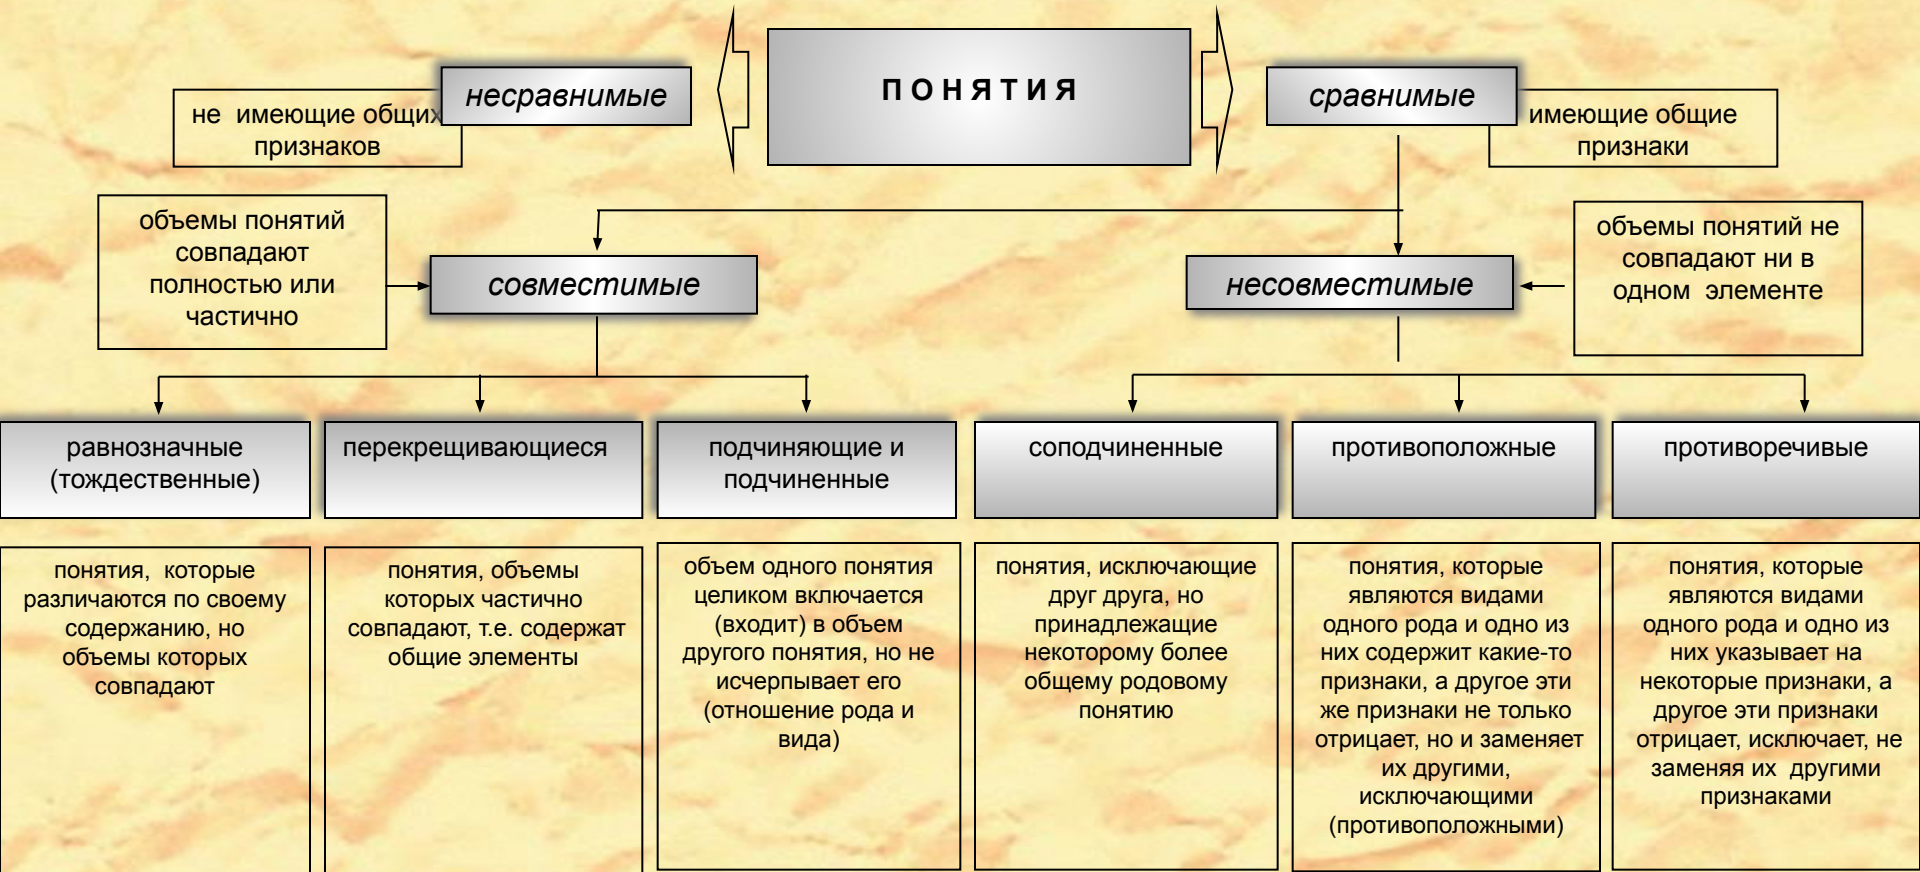 ПОНЯТИЯ
несравнимые
не имеющие общих
признаков
сравнимые
имеющие общие
признаки
объемы понятий
совпадают
полностью или
частично
совместимые
несовместимые
объемы понятий не
совпадают ни в
одном элементе
равнозначные
(тождественные)
перекрещивающиеся
подчиняющие и
подчиненные
соподчиненные
противоположные
противоречивые
понятия, которые
различаются по своему
содержанию, но
объемы которых
совпадают
понятия, объемы
которых частично
совпадают, т.е. содержат
общие элементы
объем одного понятия
целиком включается
(входит) в объем
другого понятия, но не
исчерпывает его
(отношение рода и
вида)
понятия, исключающие
друг друга, но
принадлежащие
некоторому более
общему родовому
понятию
понятия, которые
являются видами
одного рода и одно из
них содержит какие-то
признаки, а другое эти
же признаки не только
отрицает, но и заменяет
их другими,
исключающими
(противоположными)
понятия, которые
являются видами
одного рода и одно из
них указывает на
некоторые признаки, а
другое эти признаки
отрицает, исключает, не
заменяя их другими
признаками